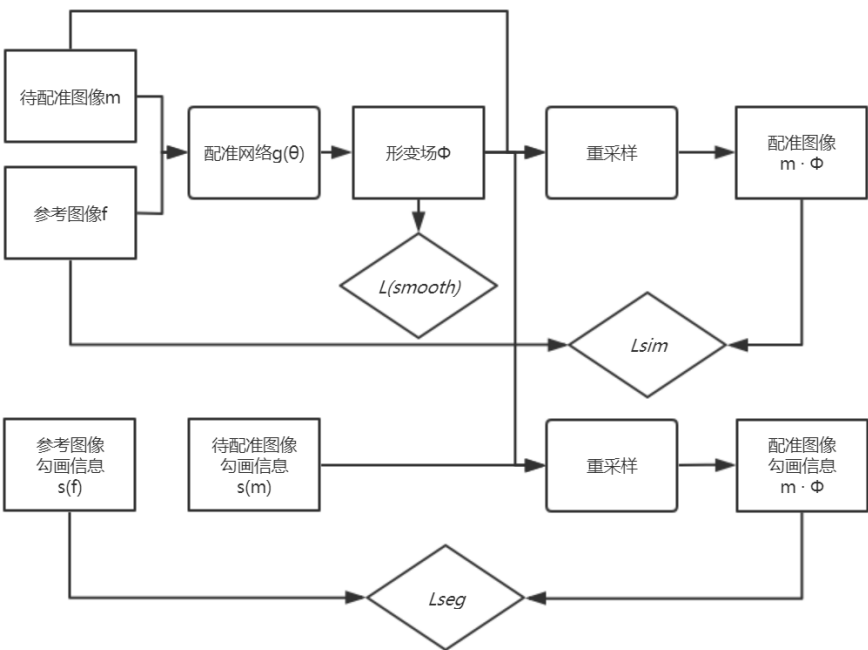 待配准图像m
配准网络g(θ)
形变场Φ
重采样
配准图像
m · Φ
参考图像f
L(smooth)
Lsim
参考图像
勾画信息
s(f)
待配准图像
勾画信息
s(m)
重采样
配准图像
勾画信息
m · Φ
Lseg